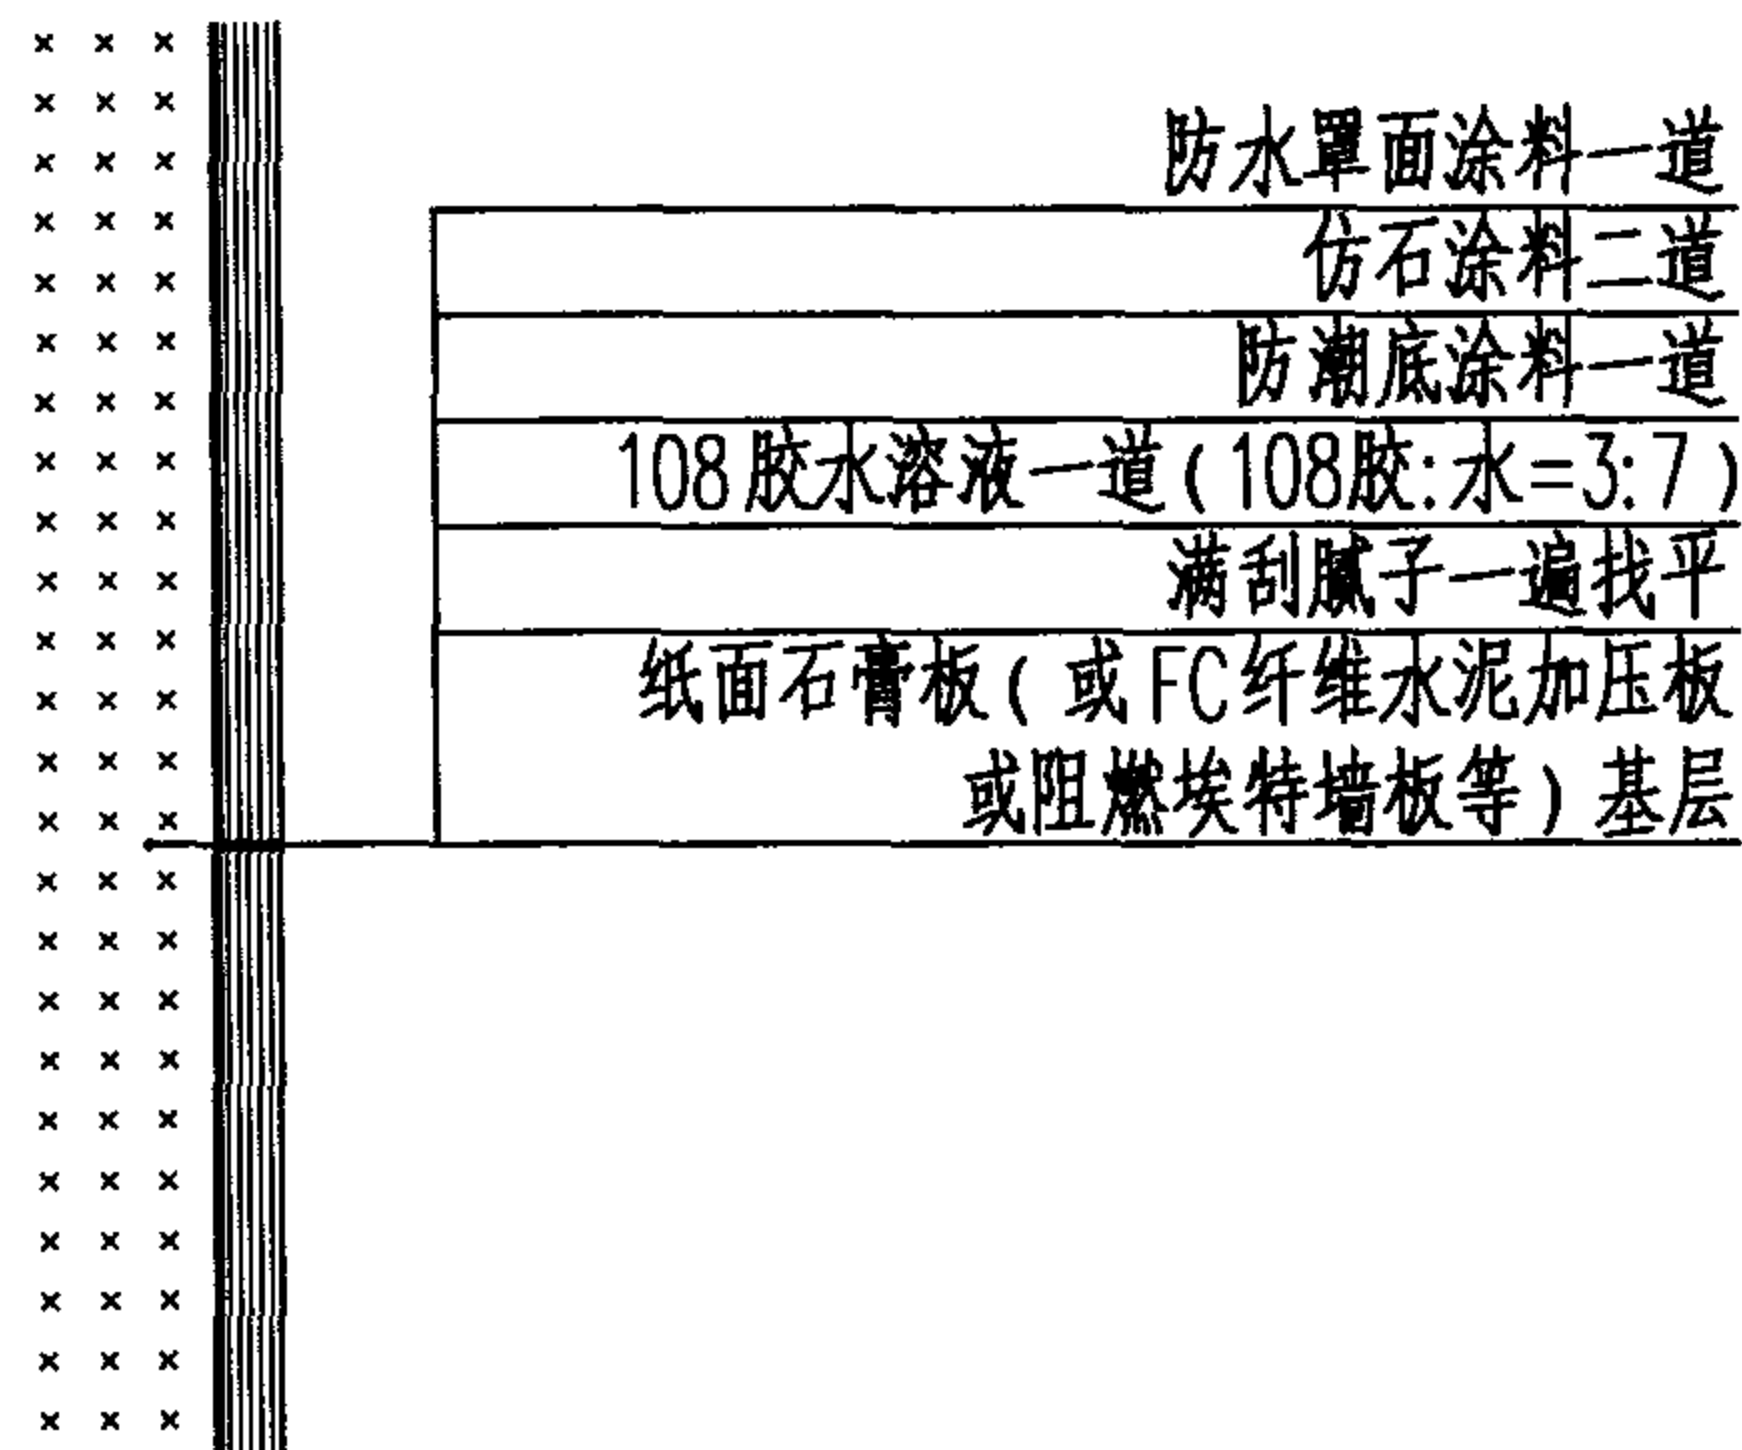 防水罩面涂料一道
仿石涂料二道
防潮底涂料一道
108胶水溶液一道(108胶:水=3:7)
满刮腻子一遍找平
纸面石膏板(或FC纤维水泥加压板
或阻燃埃特墙板等)基层